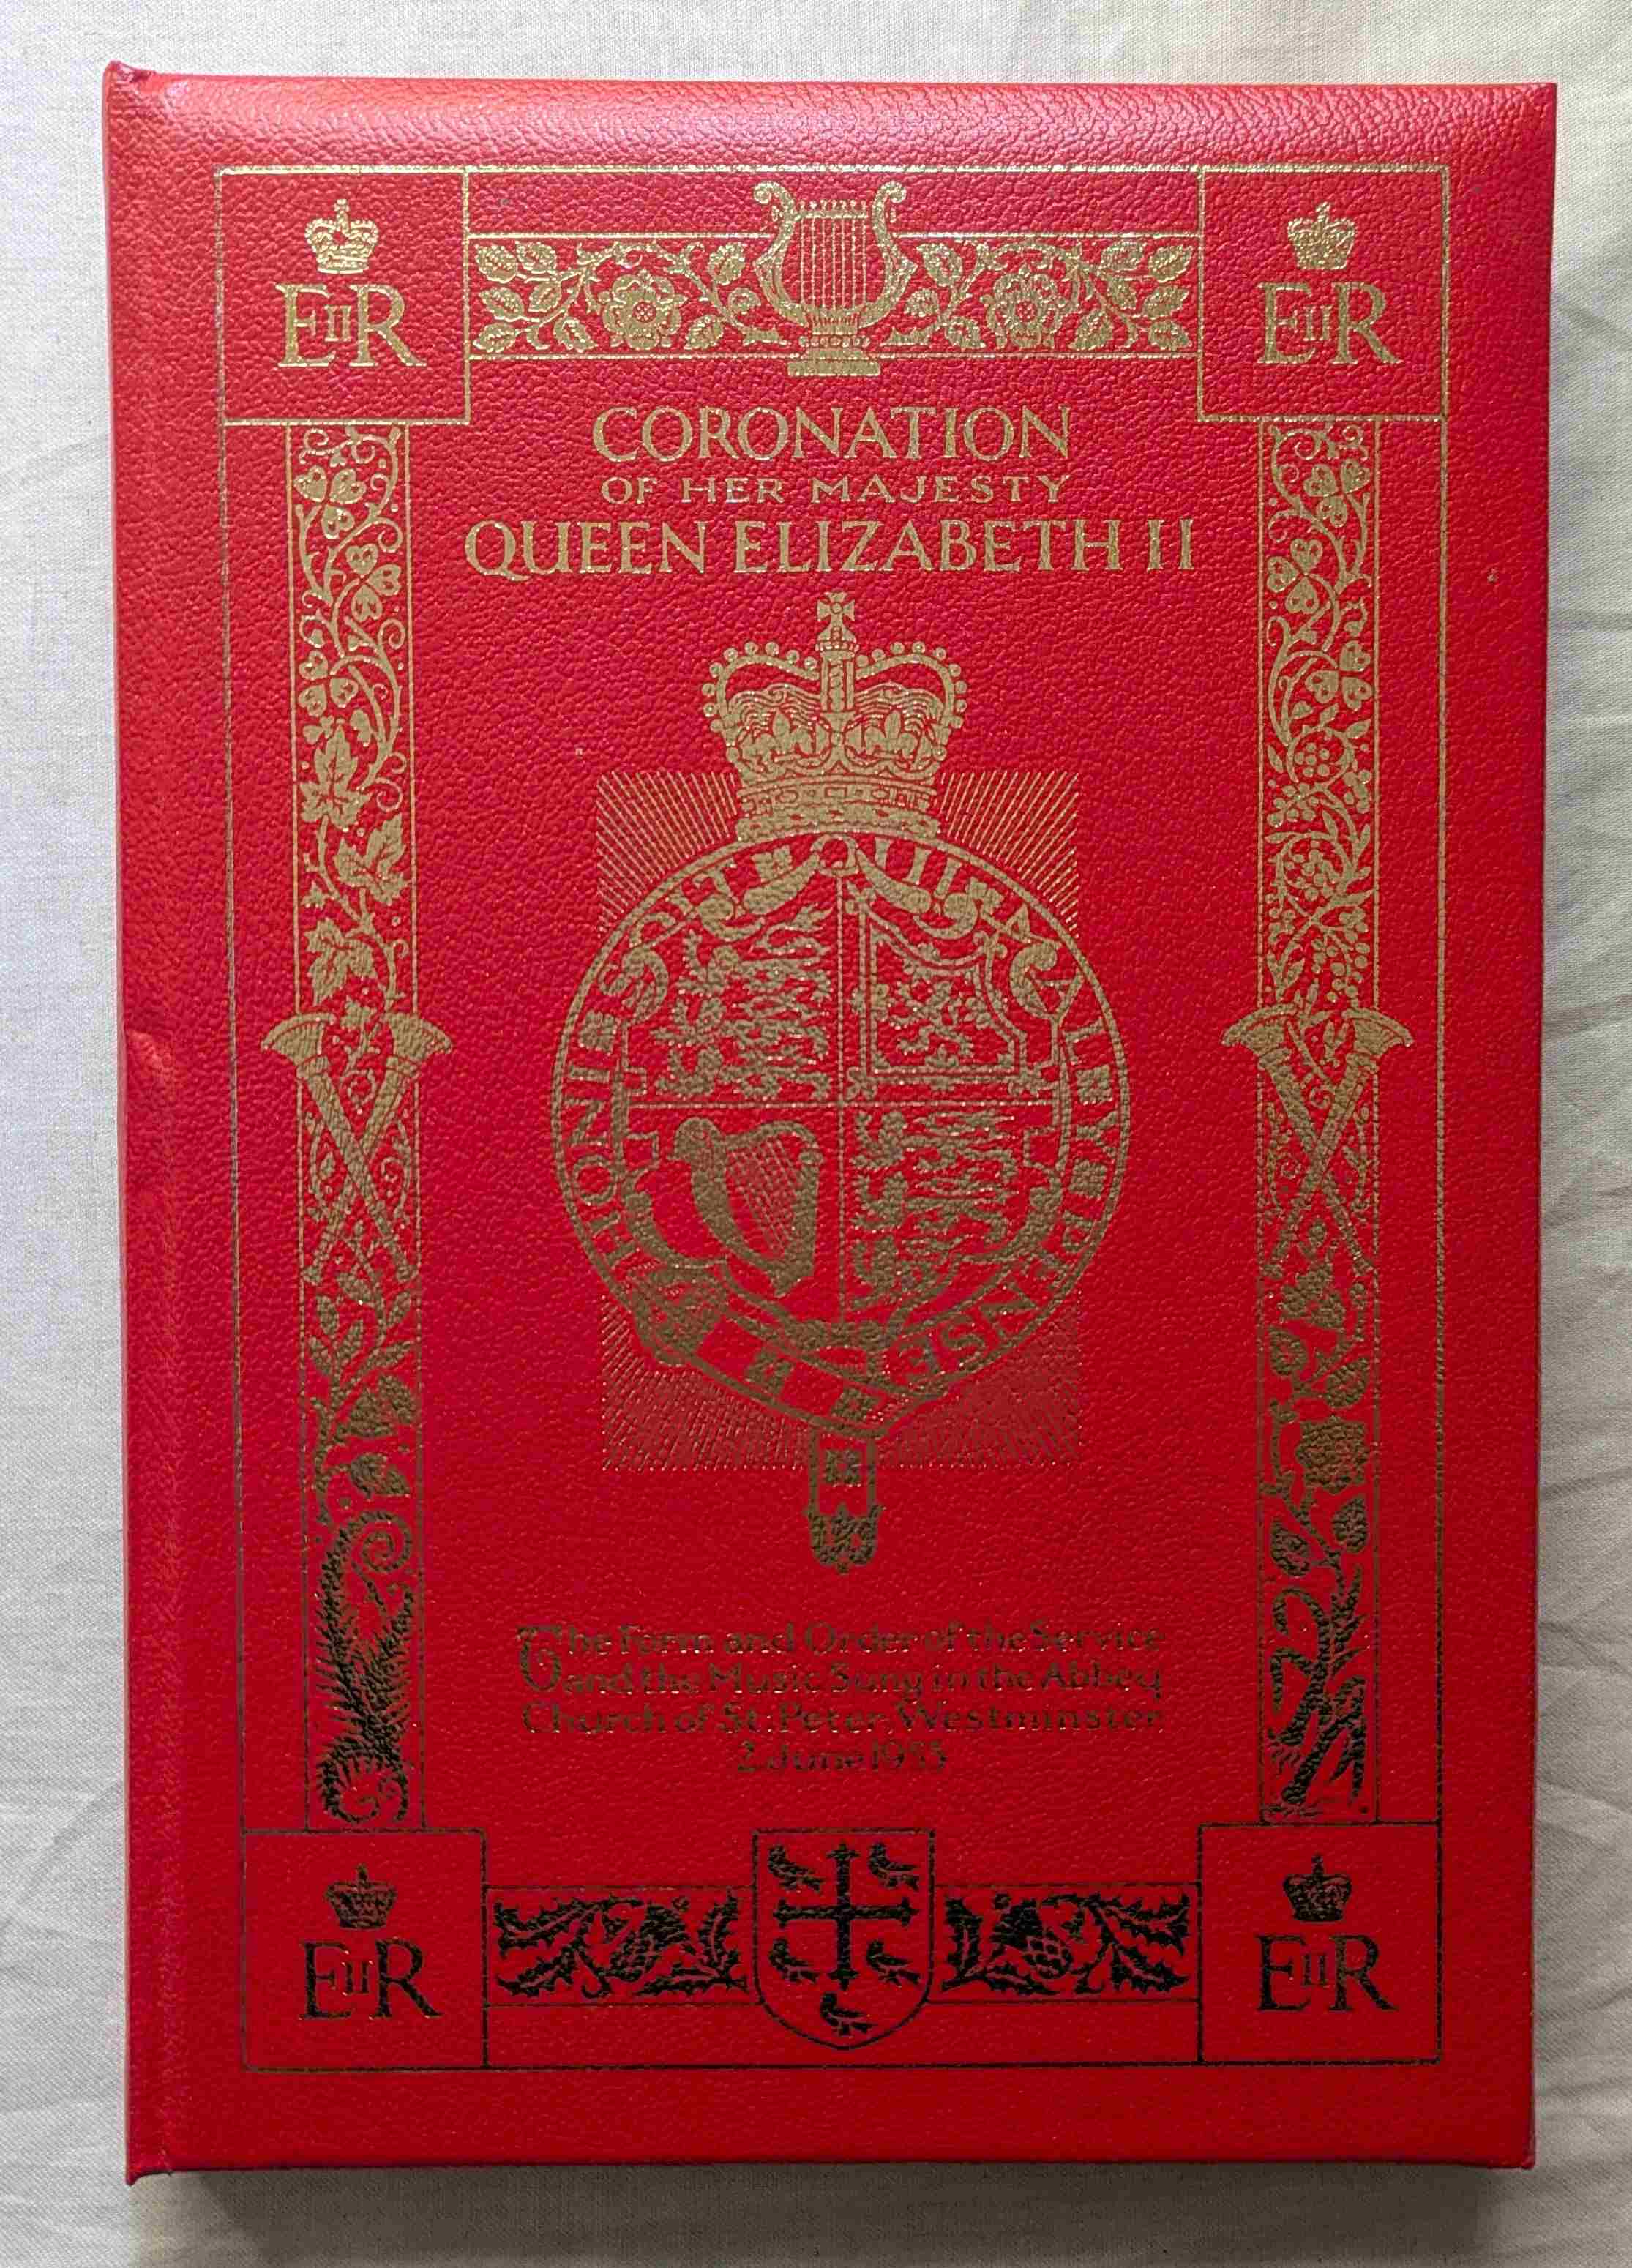 EIIR
EIIR
CORONATION
OF HER MAJESTY
QUEEN ELIZABETH II
HONI SOIT QUI MAL Y PENSE
The Form and Order of the Service
and the Music Sung in the Abbey
Church of St. Peter, Westminster,
2 June 1953
EIIR
EIIR